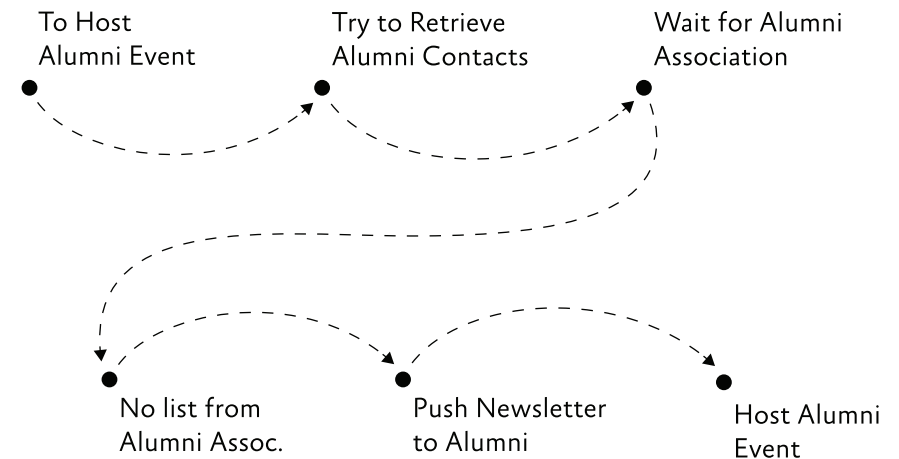 To Host
Alumni Event
Try to Retrieve
Alumni Contacts
Wait for Alumni
Association
No list from
Alumni Assoc.
Push Newsletter
to Alumni
Host Alumni
Event